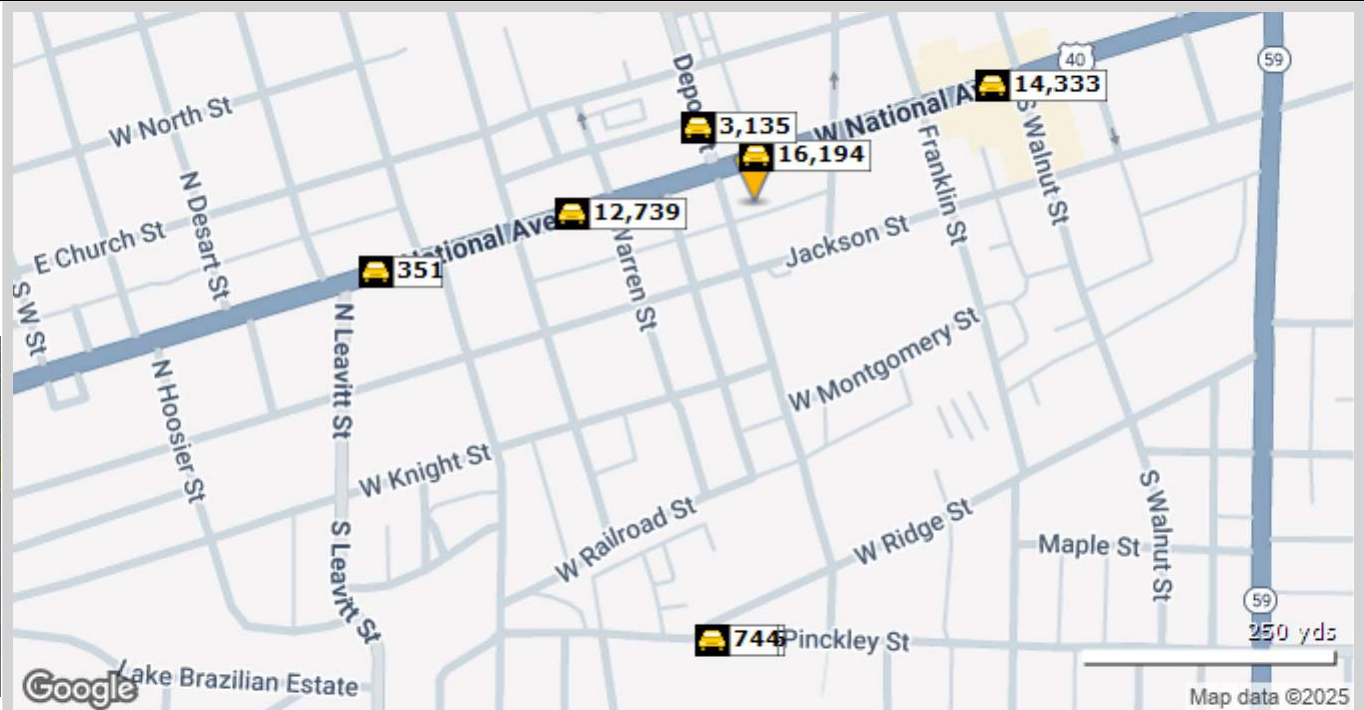 40
59
14,333
W National A
Depo
t
3,135
16,194
W North St
S Walnut St
Franklin St
N Desart St
12,739
E Church St
National Ave
Warren St
Jackson St
351
S W St
N Leavitt St
W Montgomery St
N Hoosier St
W Knight St
S Leavitt St
W Railroad St
W Ridge St
S Walnut St
Maple St
59
250 yds
744
Pinckley St
Lake Brazilian Estate
Google
Map data ©2025